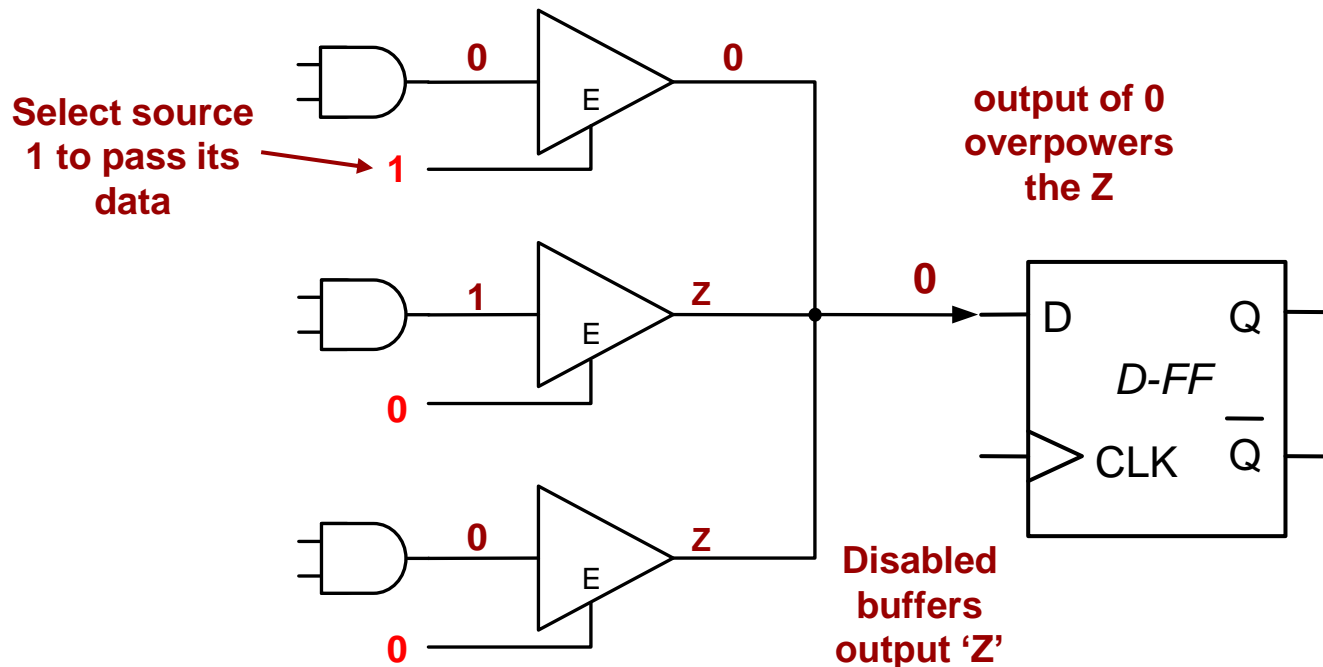 0
0
E
Select source
1 to pass its
data
1
output of 0
overpowers
the Z
1
Z
E
0
0
D
Q
D-FF
CLK
Q
0
Z
E
0
Disabled
buffers
output ‘Z’